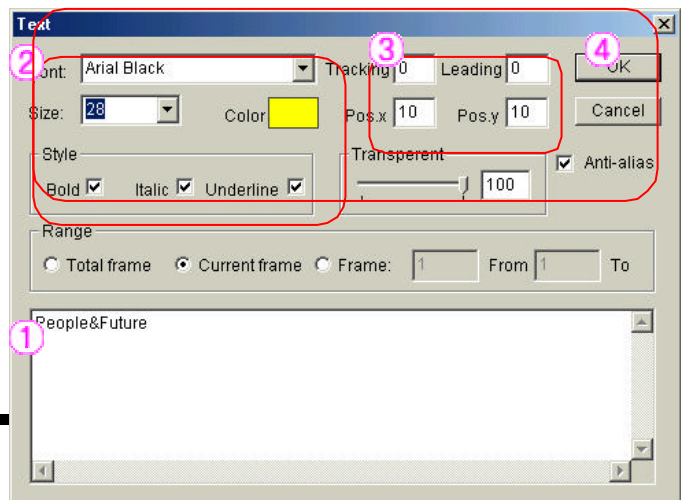 Text
② Font: Arial Black Tracking 0 Leading 0 ③ ④ OK
Size: 28 Color Pos.x 10 Pos.y 10 Cancel
Style Transperent Anti-alias
Bold Italic Underline 100
Range
Total frame Current frame Frame: 1 From 1 To
① People&Future